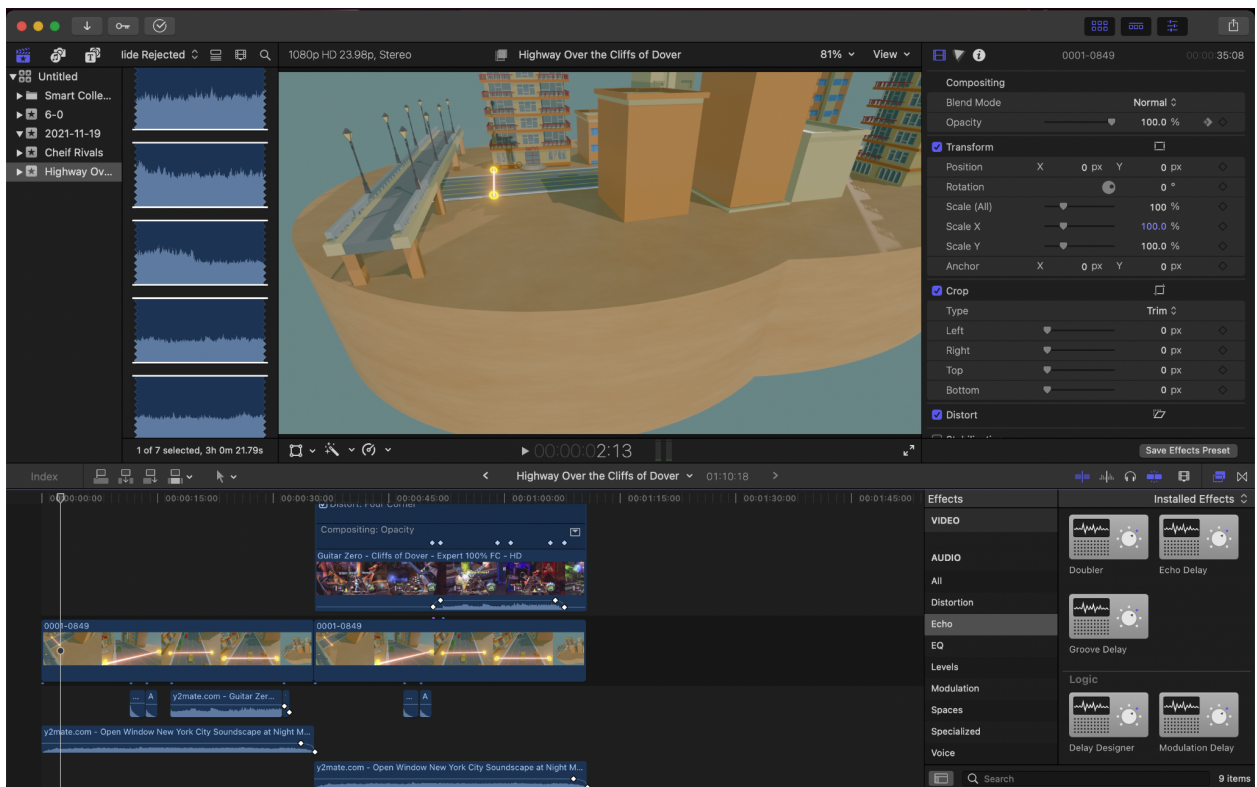 lide Rejected
1080p HD 23.98p, Stereo
Highway Over the Cliffs of Dover
81%
View
0001-0849
00:00:35:08
Untitled
Smart Colle...
6-0
2021-11-19
Cheif Rivals
Highway Ov...
Compositing
Blend Mode
Normal
Opacity
100.0 %
Transform
Position
X
0 px
Y
0 px
Rotation
0 °
Scale (All)
100 %
Scale X
100.0 %
Scale Y
100.0 %
Anchor
X
0 px
Y
0 px
Crop
Type
Trim
Left
0 px
Right
0 px
Top
0 px
Bottom
0 px
Distort
1 of 7 selected, 3h 0m 21.79s
00:00:02:13
Save Effects Preset
Index
Highway Over the Cliffs of Dover
01:10:18
00:00:00:00
00:00:15:00
00:00:30:00
00:00:45:00
00:01:00:00
00:01:15:00
00:01:30:00
00:01:45:00
Effects
Installed Effects
Distort: Four Corner
Compositing: Opacity
Guitar Zero - Cliffs of Dover - Expert 100% FC - HD
0001-0849
0001-0849
... A
y2mate.com - Guitar Zer...
... A
y2mate.com - Open Window New York City Soundscape at Night M...
y2mate.com - Open Window New York City Soundscape at Night M...
VIDEO
AUDIO
All
Distortion
Echo
EQ
Levels
Modulation
Spaces
Specialized
Voice
Doubler
Echo Delay
Groove Delay
Logic
Delay Designer
Modulation Delay
Search
9 items